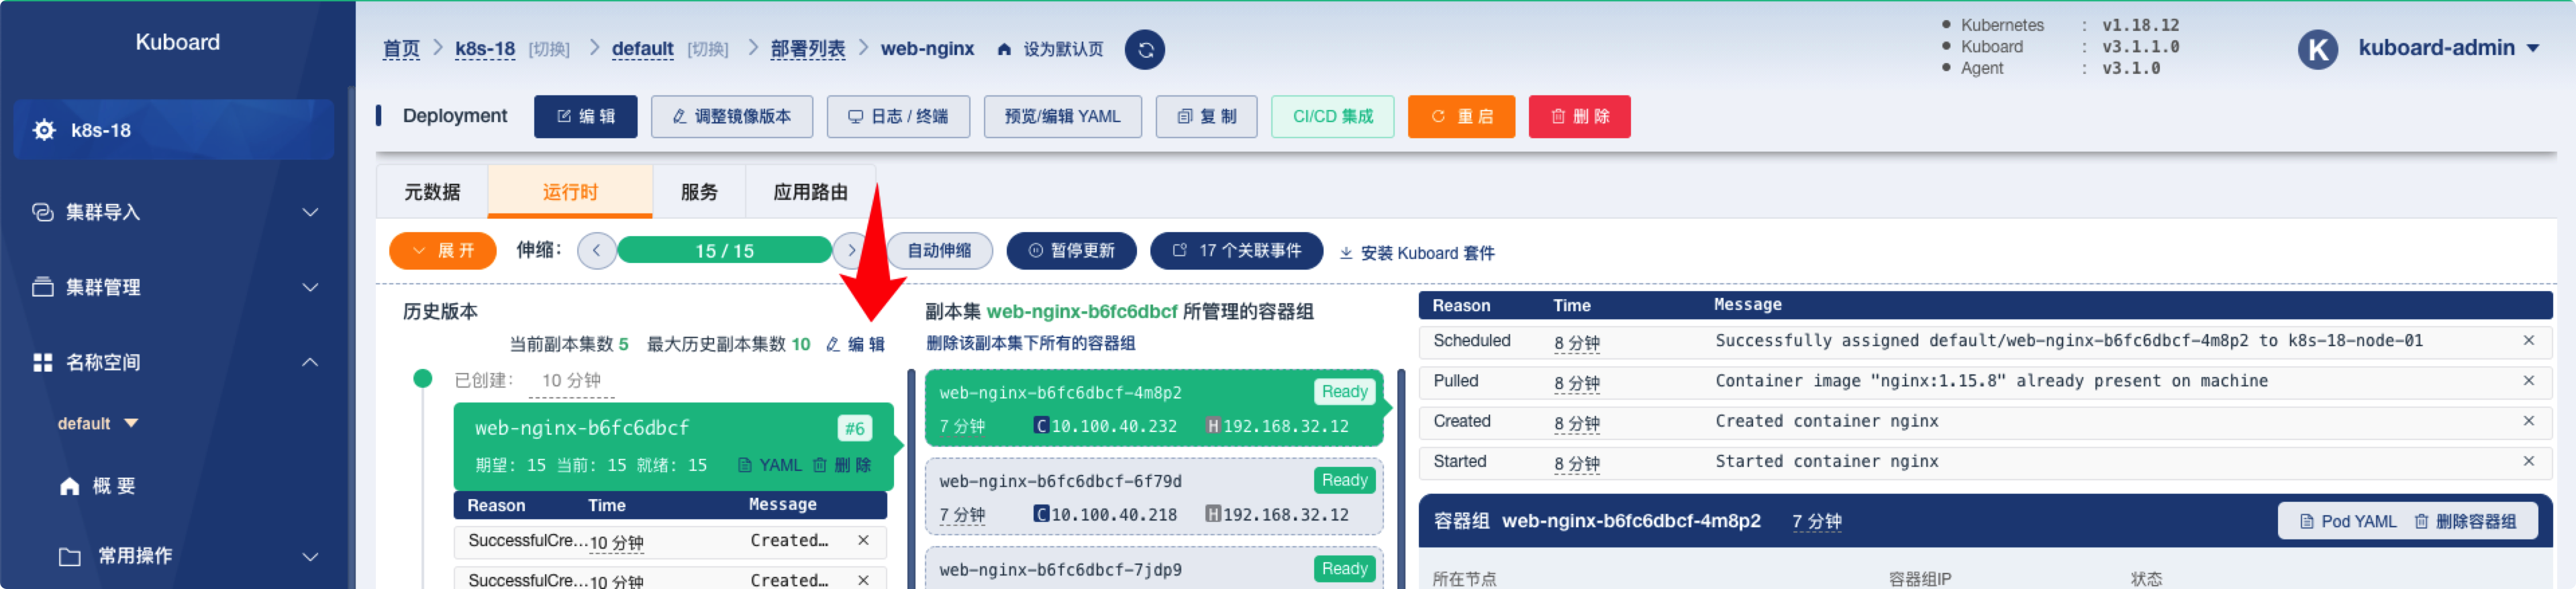 Kuboard
k8s-18
集群导入
集群管理
名称空间
default
概 要
常用操作
首页 > k8s-18 [切换] > default [切换] > 部署列表 > web-nginx 设为默认页
Kubernetes : v1.18.12
Kuboard : v3.1.1.0
Agent : v3.1.0
K kuboard-admin
Deployment 编 辑 调整镜像版本 日志 / 终端 预览/编辑 YAML 复 制 CI/CD 集成 重 启 删 除
元数据 运行时 服务 应用路由
展 开 伸缩: 15 / 15 自动伸缩 暂停更新 17 个关联事件 安装 Kuboard 套件
历史版本
当前副本集数 5 最大历史副本集数 10 编 辑
已创建: 10 分钟
web-nginx-b6fc6dbcf #6
期望: 15 当前: 15 就绪: 15 YAML 删 除
Reason Time Message
SuccessfulCre... 10 分钟 Created… ×
SuccessfulCre... 10 分钟 Created… ×
副本集 web-nginx-b6fc6dbcf 所管理的容器组
删除该副本集下所有的容器组
web-nginx-b6fc6dbcf-4m8p2 Ready
7 分钟 C 10.100.40.232 H 192.168.32.12
web-nginx-b6fc6dbcf-6f79d Ready
7 分钟 C 10.100.40.218 H 192.168.32.12
web-nginx-b6fc6dbcf-7jdp9 Ready
Reason Time Message
Scheduled 8 分钟 Successfully assigned default/web-nginx-b6fc6dbcf-4m8p2 to k8s-18-node-01 ×
Pulled 8 分钟 Container image "nginx:1.15.8" already present on machine ×
Created 8 分钟 Created container nginx ×
Started 8 分钟 Started container nginx ×
容器组 web-nginx-b6fc6dbcf-4m8p2 7 分钟 Pod YAML 删除容器组
所在节点 容器组IP 状态